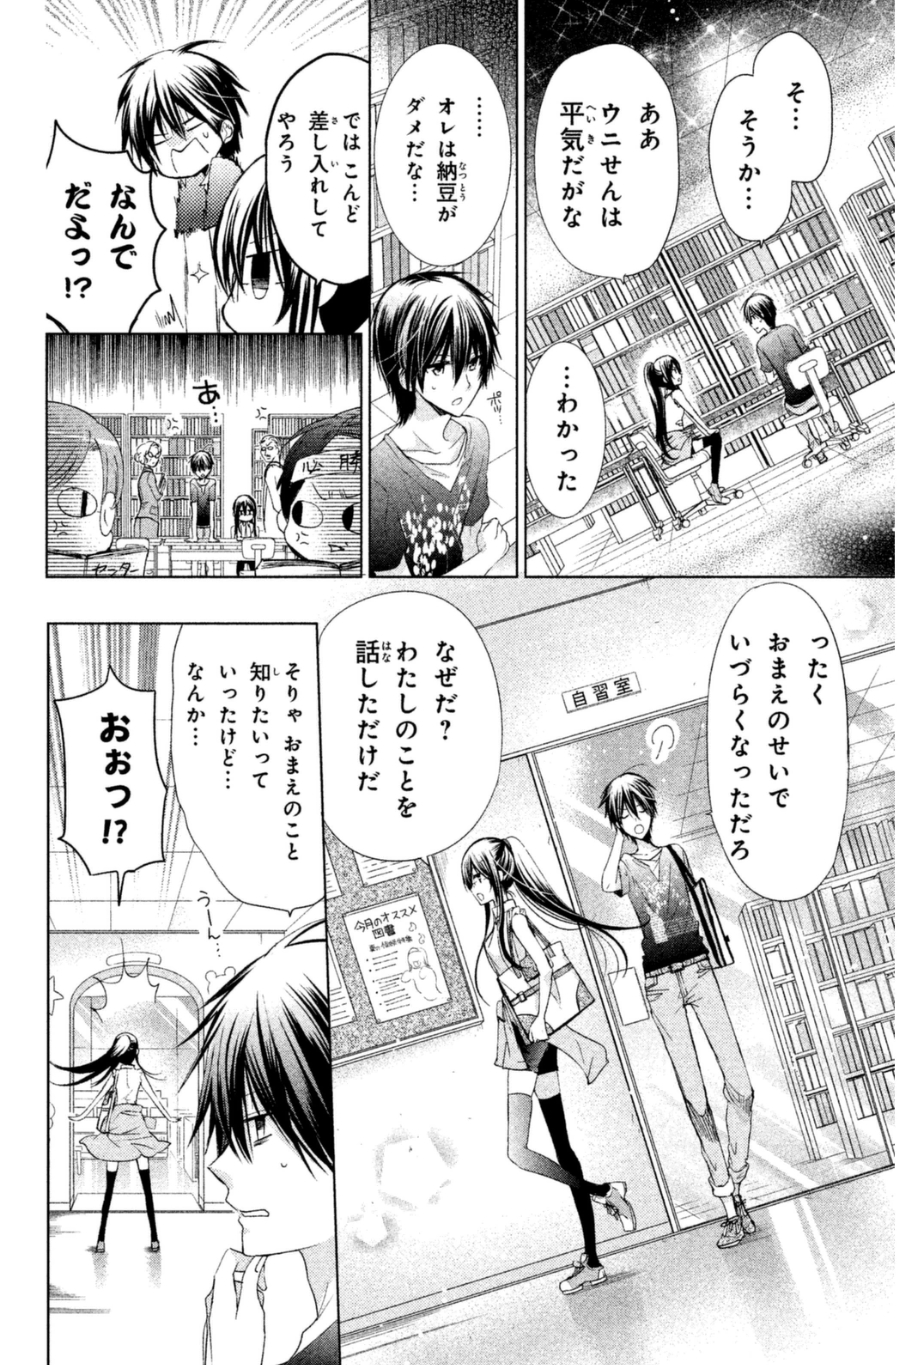 そ…
そうか…
ああ
ウニせんは
平気だがな
…わかった
……
オレは納豆が
ダメだな…
ポソ…
では こんど
差し入れして
やろう
なんで
だよっ!?
あ…
必勝
センター
ったく
おまえのせいで
いづらくなっただろ
自習室
なぜだ?
わたしのことを
話しただけだ
今月のオススメ
図書
そりゃ おまえのこと
知りたいって
いったけど…
なんか…
うーん…
おぉっ!?